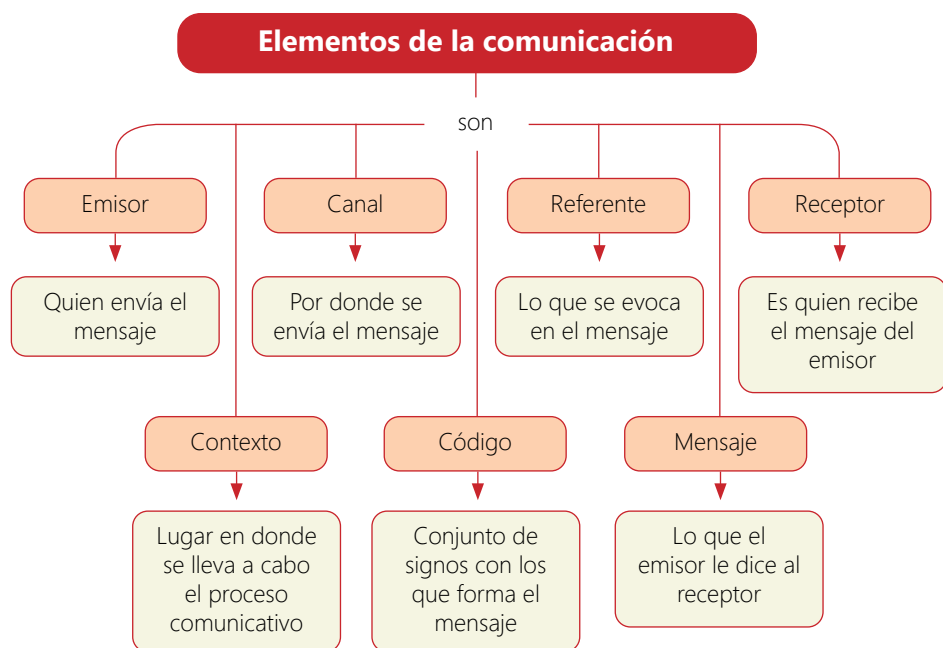 Elementos de la comunicación
son
Emisor
Canal
Referente
Receptor
Quien envía el
mensaje
Por donde se
envía el mensaje
Lo que se evoca
en el mensaje
Es quien recibe
el mensaje del
emisor
Contexto
Código
Mensaje
Lugar en donde
se lleva a cabo
el proceso
comunicativo
Conjunto de
signos con los
que forma el
mensaje
Lo que el
emisor le dice al
receptor